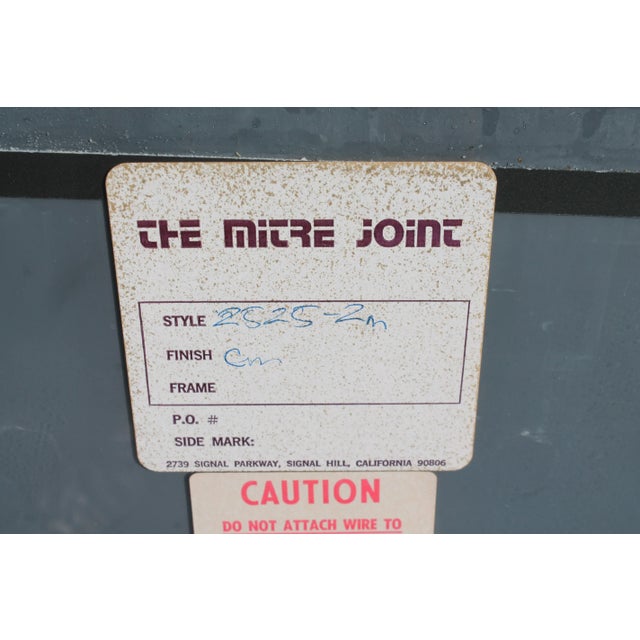 THE MITRE JOINT
STYLE 2525-2m
FINISH Cm
FRAME
P.O. #
SIDE MARK:
2739 SIGNAL PARKWAY, SIGNAL HILL, CALIFORNIA 90806
CAUTION
DO NOT ATTACH WIRE TO